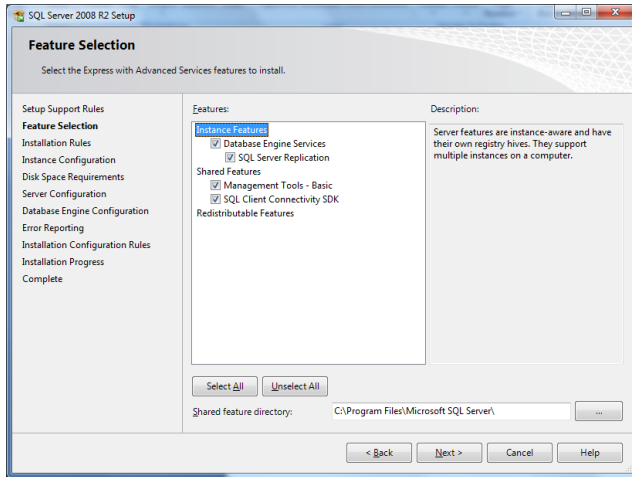 SQL Server 2008 R2 Setup
Feature Selection
Select the Express with Advanced Services features to install.
Setup Support Rules
Feature Selection
Installation Rules
Instance Configuration
Disk Space Requirements
Server Configuration
Database Engine Configuration
Error Reporting
Installation Configuration Rules
Installation Progress
Complete
Features:
Instance Features
Database Engine Services
SQL Server Replication
Shared Features
Management Tools - Basic
SQL Client Connectivity SDK
Redistributable Features
Description:
Server features are instance-aware and have
their own registry hives. They support
multiple instances on a computer.
Select All
Unselect All
Shared feature directory:
C:\Program Files\Microsoft SQL Server\
...
< Back
Next >
Cancel
Help